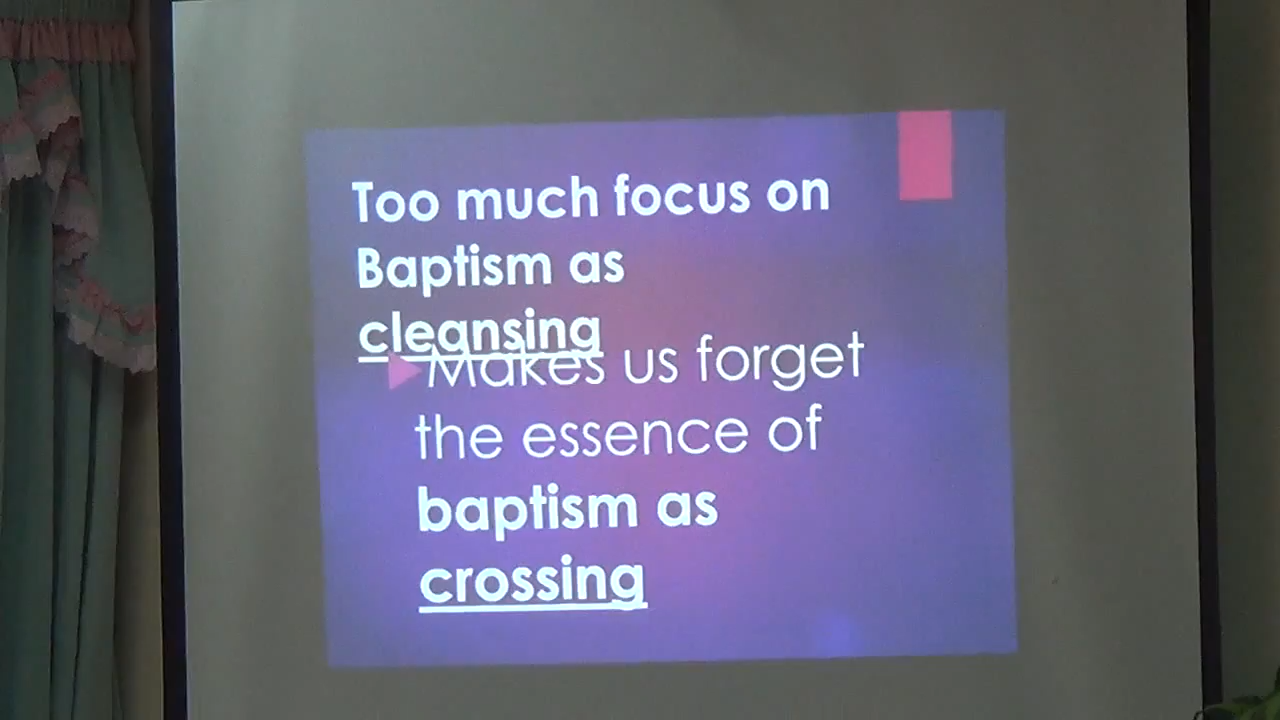 Too much focus on
Baptism as
cleansing
Makes us forget
the essence of
baptism as
crossing